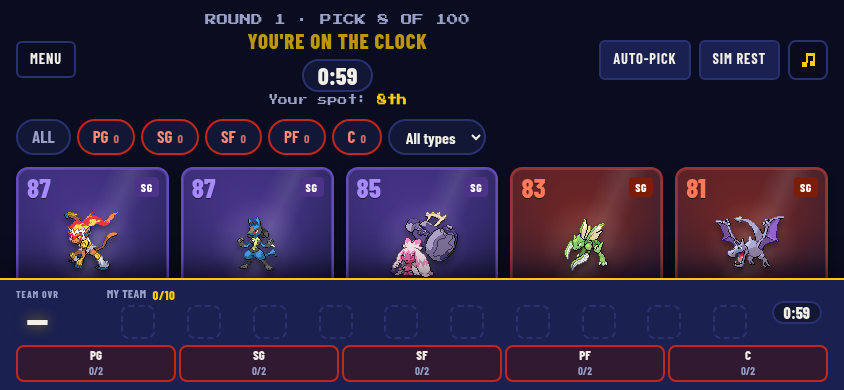 ROUND 1 · PICK 8 OF 100
YOU'RE ON THE CLOCK
MENU
0:59
AUTO-PICK
SIM REST
Your spot: 8th
ALL
PG 0
SG 0
SF 0
PF 0
C 0
All types
87 SG
87 SG
85 SG
83 SG
81 SG
TEAM OVR
MY TEAM 0/10
—
0:59
PG
0/2
SG
0/2
SF
0/2
PF
0/2
C
0/2